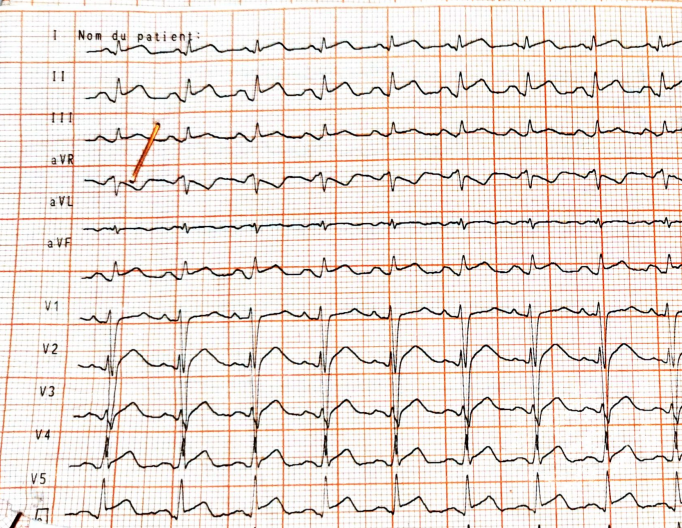 I Nom du patient:
II
III
aVR
aVL
aVF
V1
V2
V3
V4
V5